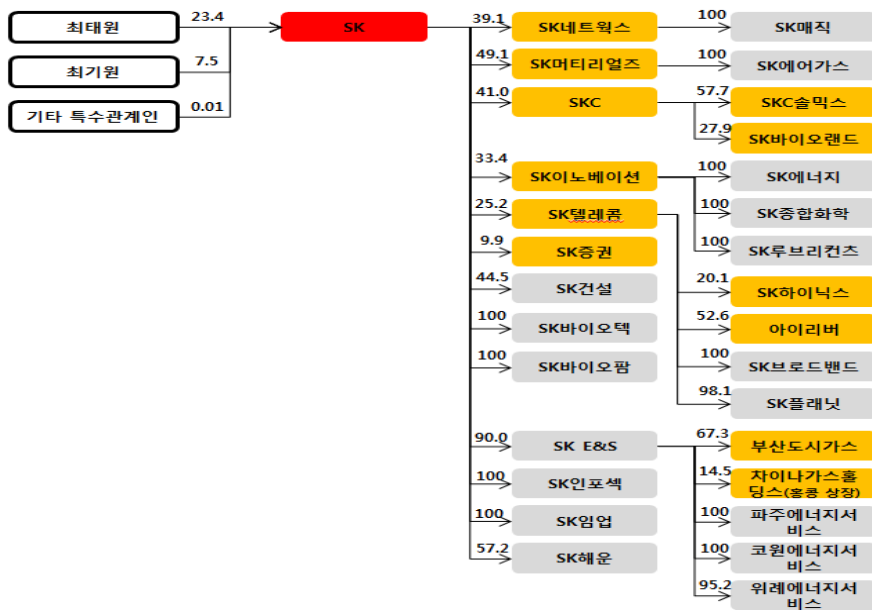 최태원
23.4
최기원
7.5
기타 특수관계인
0.01
SK
39.1
SK네트웍스
100
SK매직
49.1
SK머티리얼즈
100
SK에어가스
41.0
SKC
57.7
SKC솔믹스
27.9
SK바이오랜드
33.4
SK이노베이션
100
SK에너지
100
SK종합화학
100
SK루브리컨츠
25.2
SK텔레콤
20.1
SK하이닉스
52.6
아이리버
100
SK브로드밴드
98.1
SK플래닛
9.9
SK증권
44.5
SK건설
100
SK바이오텍
100
SK바이오팜
90.0
SK E&S
67.3
부산도시가스
14.5
차이나가스홀
딩스(홍콩 상장)
100
파주에너지서
비스
100
코원에너지서
비스
95.2
위례에너지서
비스
100
SK인포섹
100
SK임업
57.2
SK해운